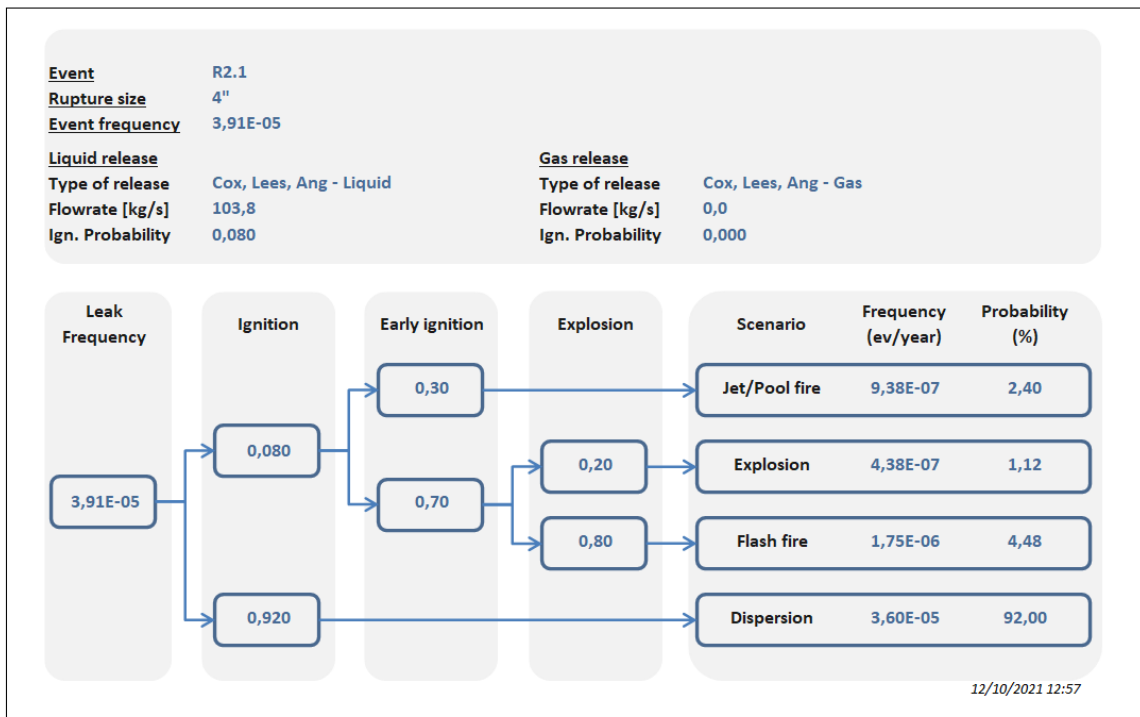 Event R2.1
Rupture size 4"
Event frequency 3,91E-05
Liquid release Gas release
Type of release Cox, Lees, Ang - Liquid Type of release Cox, Lees, Ang - Gas
Flowrate [kg/s] 103,8 Flowrate [kg/s] 0,0
Ign. Probability 0,080 Ign. Probability 0,000
Leak Frequency Ignition Early ignition Explosion Scenario Frequency (ev/year) Probability (%)
0,30 Jet/Pool fire 9,38E-07 2,40
0,080 0,20 Explosion 4,38E-07 1,12
3,91E-05 0,70
0,80 Flash fire 1,75E-06 4,48
0,920 Dispersion 3,60E-05 92,00
12/10/2021 12:57